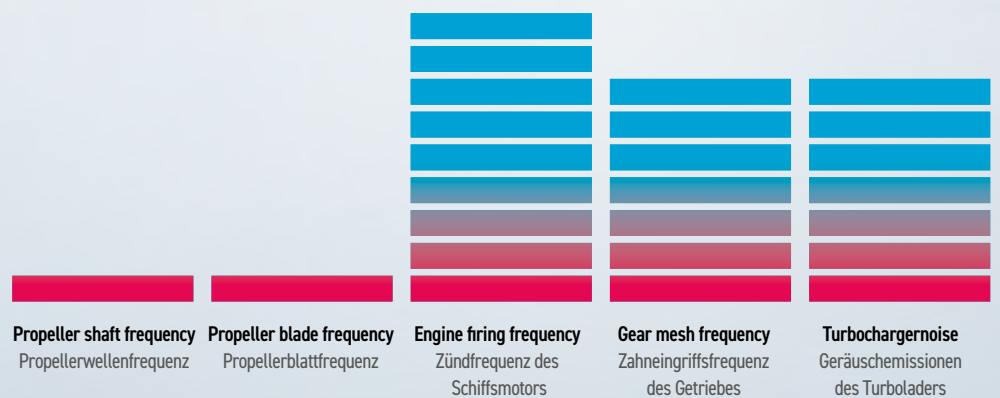 Propeller shaft frequency
Propellerwellenfrequenz
Propeller blade frequency
Propellerblattfrequenz
Engine firing frequency
Zündfrequenz des
Schiffsmotors
Gear mesh frequency
Zahneingriffsfrequenz
des Getriebes
Turbochargernoise
Geräuschemissionen
des Turboladers